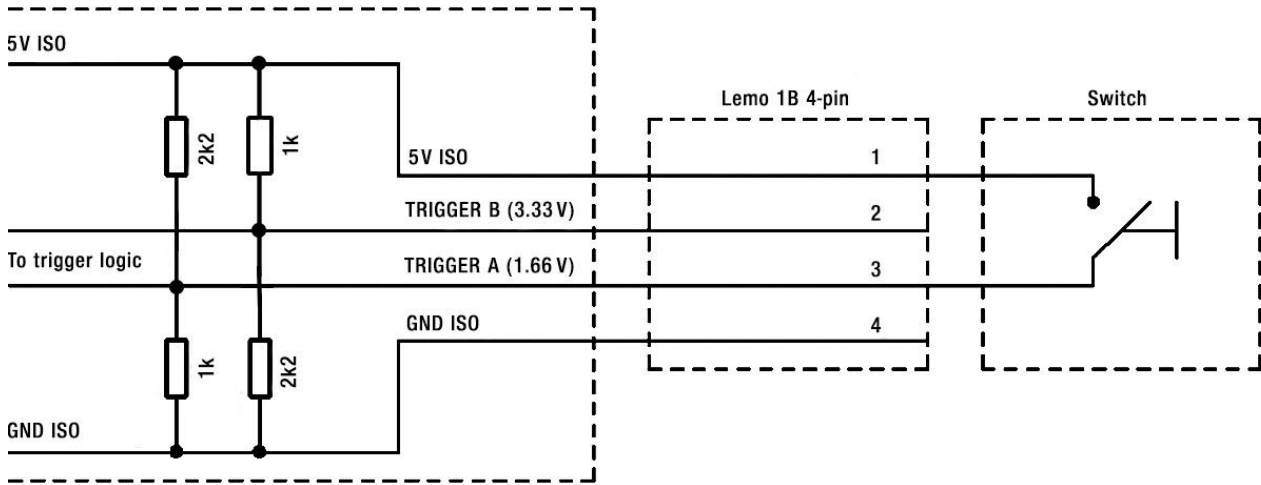 5V ISO
Lemo 1B 4-pin
Switch
2k2
1k
5V ISO
1
TRIGGER B (3.33 V)
2
To trigger logic
TRIGGER A (1.66 V)
3
GND ISO
4
1k
2k2
GND ISO